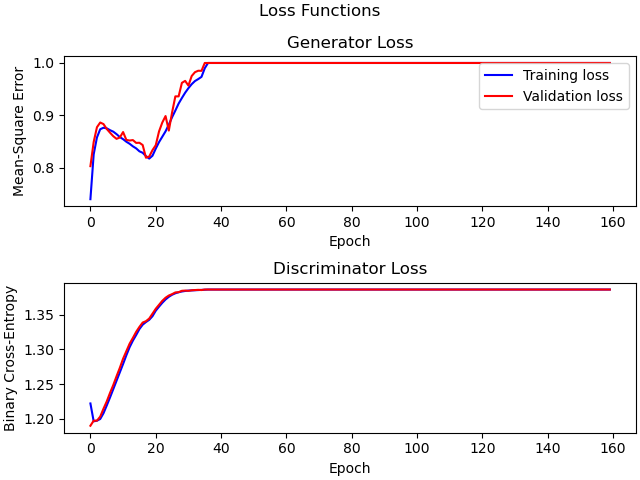 Loss Functions
Generator Loss
Mean-Square Error
1.0
0.9
0.8
Training loss
Validation loss
0 20 40 60 80 100 120 140 160
Epoch
Discriminator Loss
Binary Cross-Entropy
1.35
1.30
1.25
1.20
0 20 40 60 80 100 120 140 160
Epoch